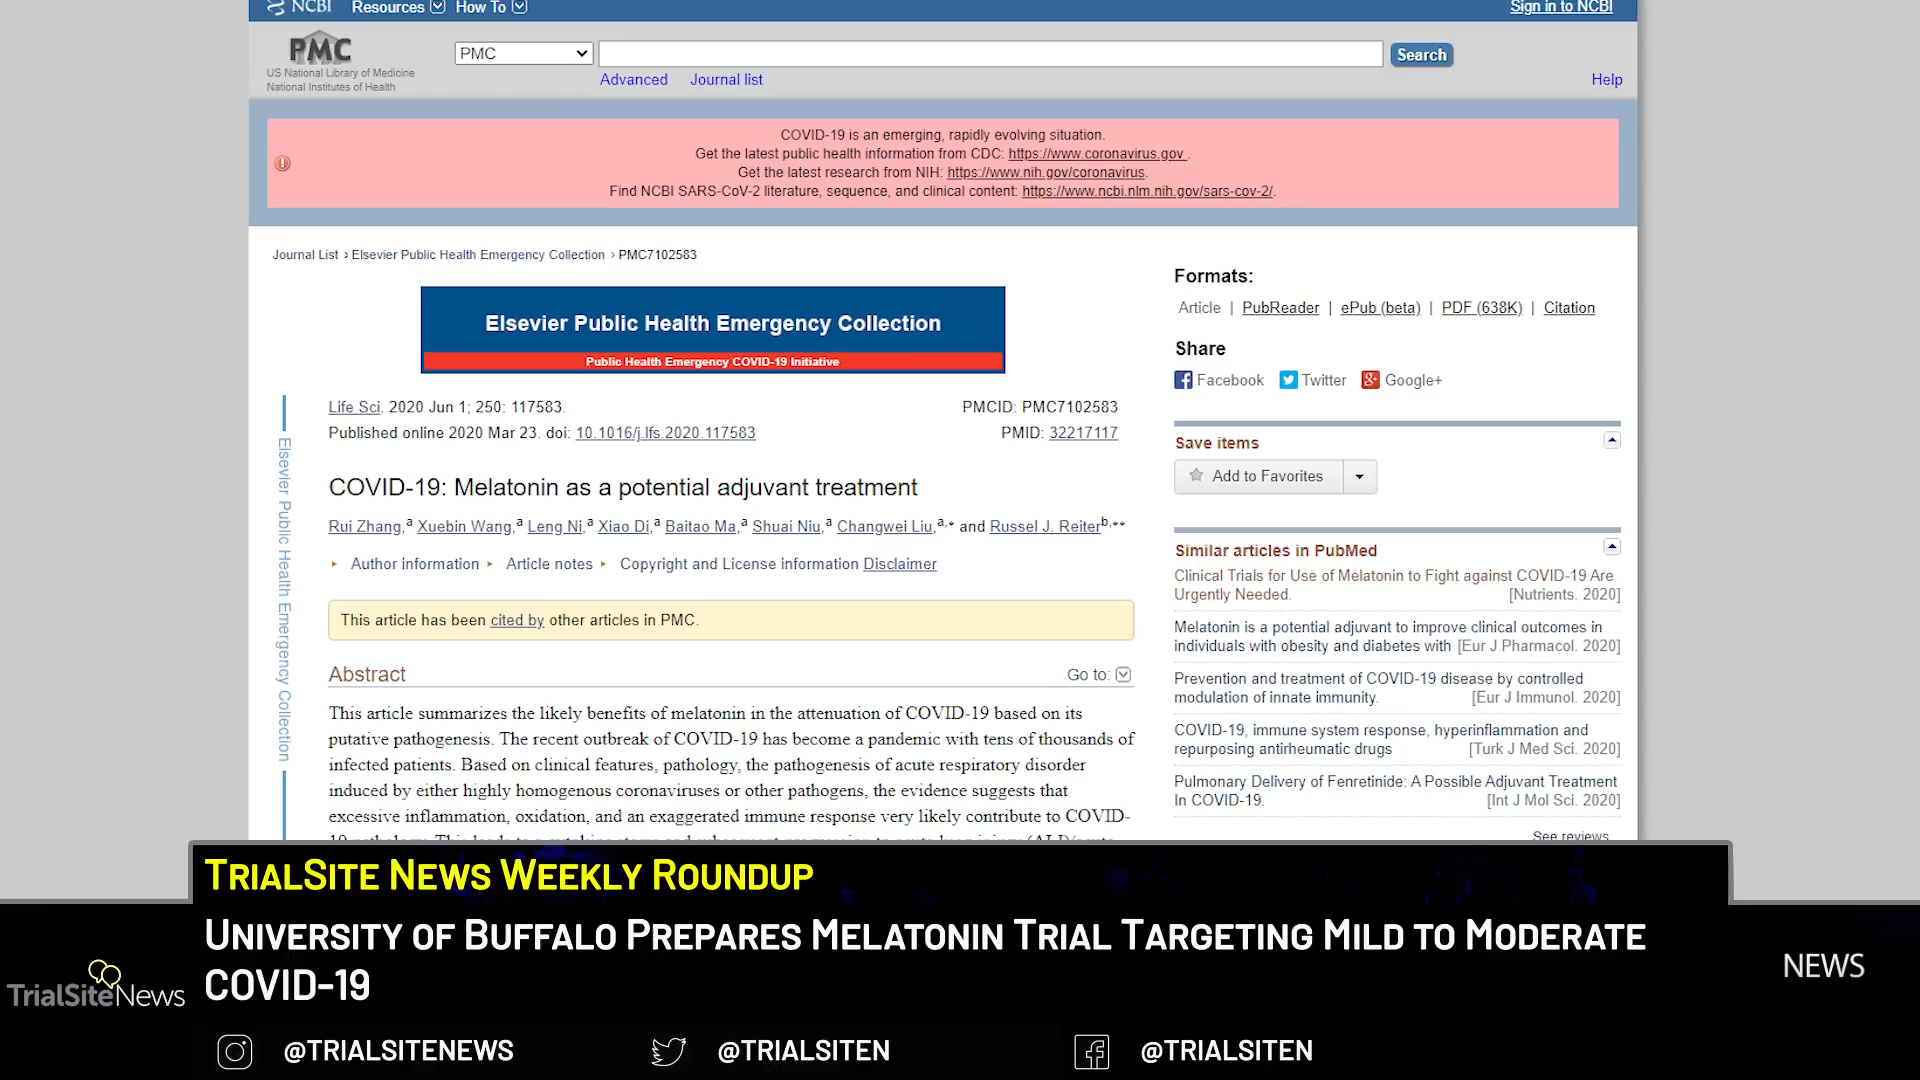 NCBI Resources How To Sign in to NCBI
PMC
US National Library of Medicine
National Institutes of Health
PMC Search
Advanced Journal list Help
COVID-19 is an emerging, rapidly evolving situation.
Get the latest public health information from CDC: https://www.coronavirus.gov .
Get the latest research from NIH: https://www.nih.gov/coronavirus.
Find NCBI SARS-CoV-2 literature, sequence, and clinical content: https://www.ncbi.nlm.nih.gov/sars-cov-2/.
Journal List > Elsevier Public Health Emergency Collection > PMC7102583
Elsevier Public Health Emergency Collection
Public Health Emergency COVID-19 Initiative
Elsevier Public Health Emergency Collection
Life Sci. 2020 Jun 1; 250: 117583. PMCID: PMC7102583
Published online 2020 Mar 23. doi: 10.1016/j.lfs.2020.117583 PMID: 32217117
COVID-19: Melatonin as a potential adjuvant treatment
Rui Zhang,a Xuebin Wang,a Leng Ni,a Xiao Di,a Baitao Ma,a Shuai Niu,a Changwei Liu,a,* and Russel J. Reiterb,**
Author information Article notes Copyright and License information Disclaimer
This article has been cited by other articles in PMC.
Abstract Go to:
This article summarizes the likely benefits of melatonin in the attenuation of COVID-19 based on its
putative pathogenesis. The recent outbreak of COVID-19 has become a pandemic with tens of thousands of
infected patients. Based on clinical features, pathology, the pathogenesis of acute respiratory disorder
induced by either highly homogenous coronaviruses or other pathogens, the evidence suggests that
excessive inflammation, oxidation, and an exaggerated immune response very likely contribute to COVID-
Formats:
Article | PubReader | ePub (beta) | PDF (638K) | Citation
Share
Facebook Twitter Google+
Save items
Add to Favorites
Similar articles in PubMed
Clinical Trials for Use of Melatonin to Fight against COVID-19 Are
Urgently Needed. [Nutrients. 2020]
Melatonin is a potential adjuvant to improve clinical outcomes in
individuals with obesity and diabetes with [Eur J Pharmacol. 2020]
Prevention and treatment of COVID-19 disease by controlled
modulation of innate immunity. [Eur J Immunol. 2020]
COVID-19, immune system response, hyperinflammation and
repurposing antirheumatic drugs [Turk J Med Sci. 2020]
Pulmonary Delivery of Fenretinide: A Possible Adjuvant Treatment
In COVID-19. [Int J Mol Sci. 2020]
See reviews
TrialSite News Weekly Roundup
University of Buffalo Prepares Melatonin Trial Targeting Mild to Moderate
COVID-19
TrialSiteNews
NEWS
@TRIALSITENEWS @TRIALSITEN @TRIALSITEN